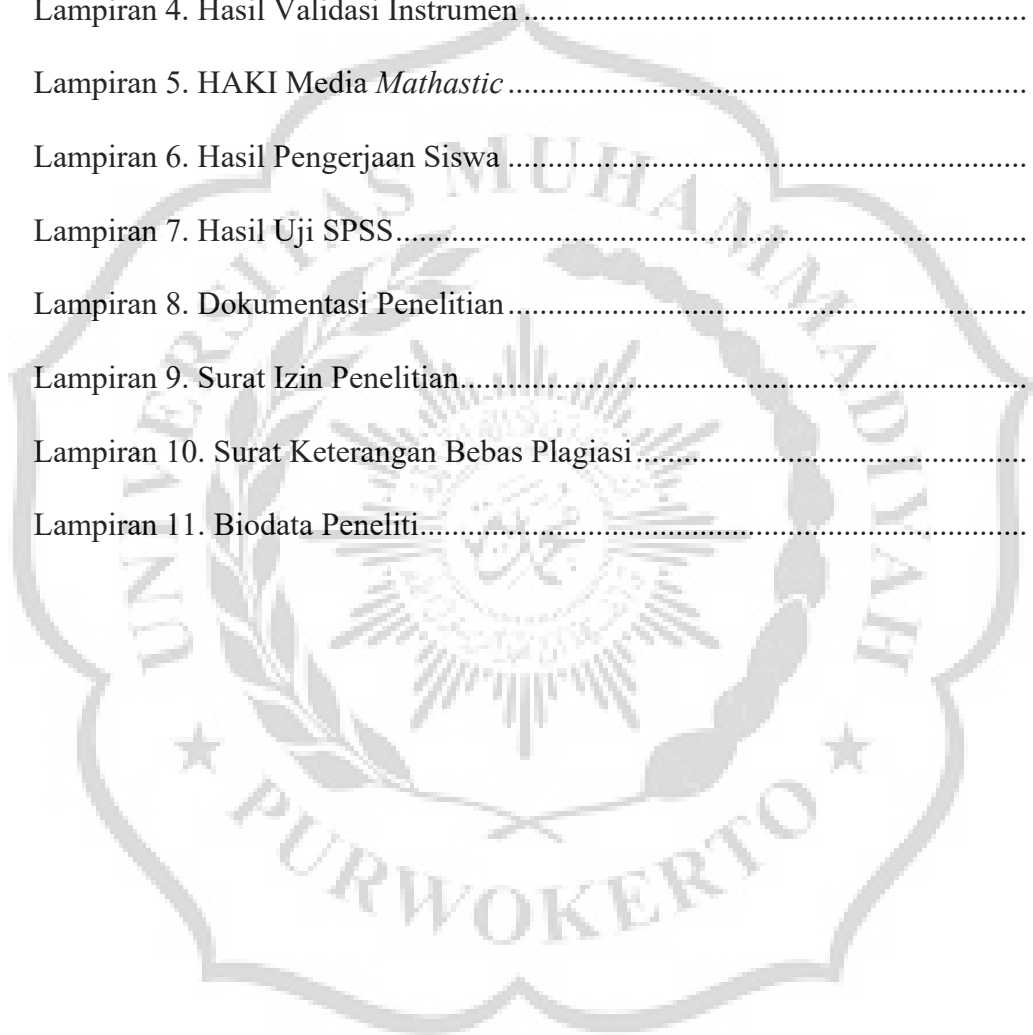 Lampiran 4. Hasil Validasi Instrumen ........................................................................
Lampiran 5. HAKI Media Mathastic ..........................................................................
Lampiran 6. Hasil Pengerjaan Siswa ..........................................................................
Lampiran 7. Hasil Uji SPSS........................................................................................
Lampiran 8. Dokumentasi Penelitian ..........................................................................
Lampiran 9. Surat Izin Penelitian................................................................................
Lampiran 10. Surat Keterangan Bebas Plagiasi..........................................................
Lampiran 11. Biodata Peneliti.....................................................................................
UNIVERSITAS MUHAMMADIYAH
★ PURWOKERTO ★